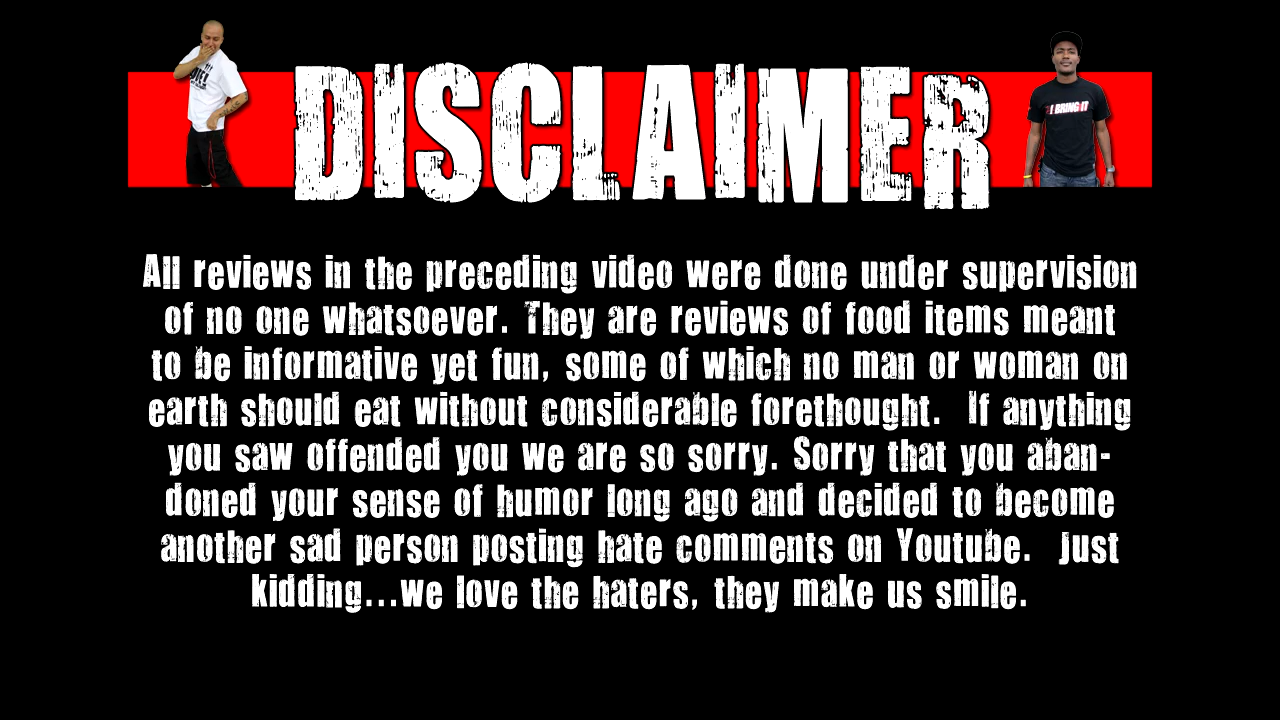 DISCLAIMER
I BRING IT
All reviews in the preceding video were done under supervision
of no one whatsoever. They are reviews of food items meant
to be informative yet fun, some of which no man or woman on
earth should eat without considerable forethought.  If anything
you saw offended you we are so sorry. Sorry that you aban-
doned your sense of humor long ago and decided to become
another sad person posting hate comments on Youtube.  Just
kidding...we love the haters, they make us smile.